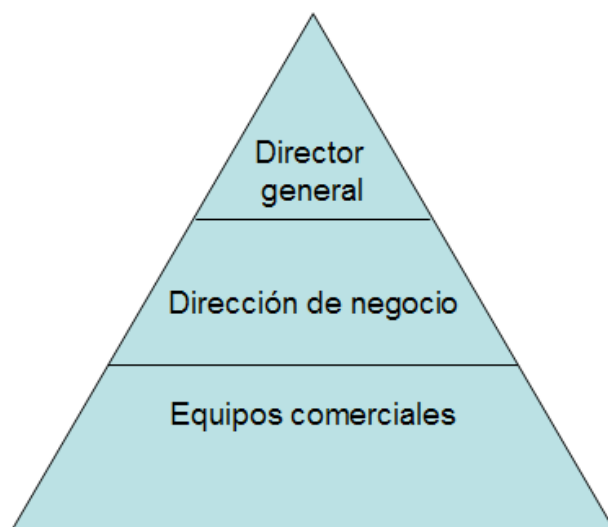 Director
general
Dirección de negocio
Equipos comerciales